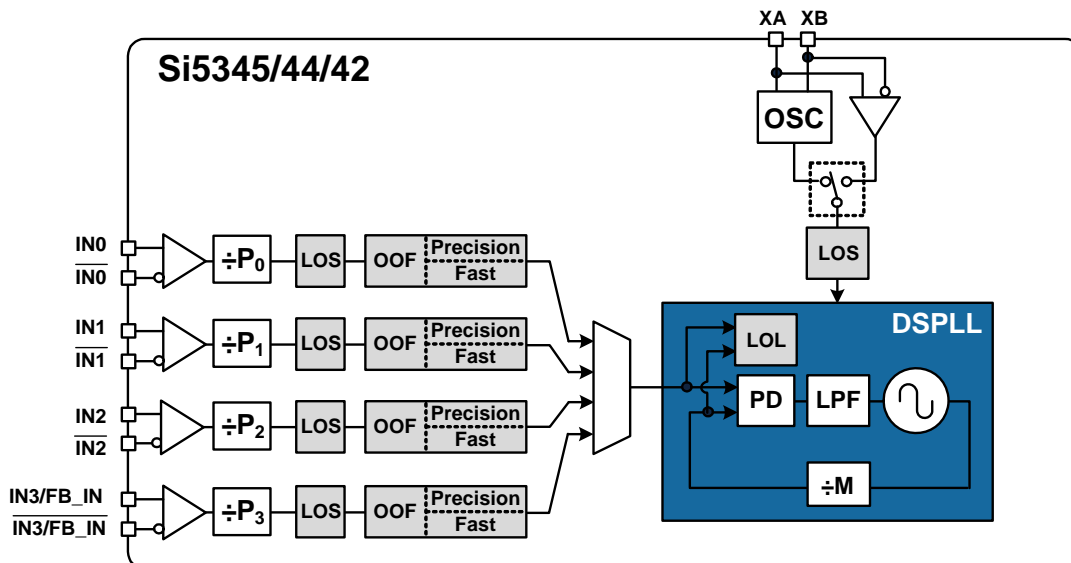 XA XB
Si5345/44/42
OSC
LOS
IN0
IN0
÷P0
LOS
OOF
Precision
Fast
IN1
IN1
÷P1
LOS
OOF
Precision
Fast
IN2
IN2
÷P2
LOS
OOF
Precision
Fast
IN3/FB_IN
IN3/FB_IN
÷P3
LOS
OOF
Precision
Fast
DSPLL
LOL
PD
LPF
÷M